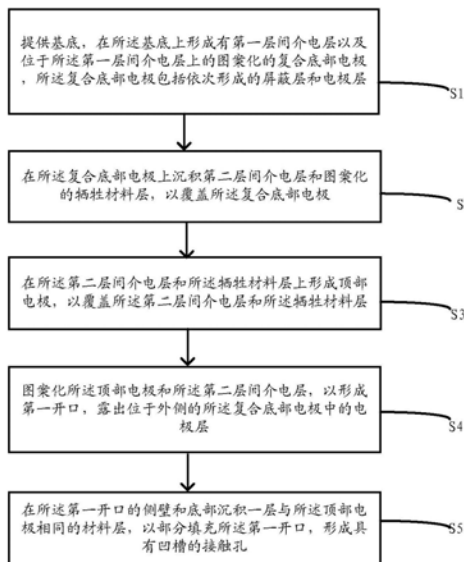 提供基底，在所述基底上形成有第一层间介电层以及
位于所述第一层间介电层上的图案化的复合底部电极
，所述复合底部电极包括依次形成的屏蔽层和电极层
S1
在所述复合底部电极上沉积第二层间介电层和图案化
的牺牲材料层，以覆盖所述复合底部电极
S
在所述第二层间介电层和所述牺牲材料层上形成顶部
电极，以覆盖所述第二层间介电层和所述牺牲材料层
S3
图案化所述顶部电极和所述第二层间介电层，以形成
第一开口，露出位于外侧的所述复合底部电极中的电
极层
S4
在所述第一开口的侧壁和底部沉积一层与所述顶部电
极相同的材料层，以部分填充所述第一开口，形成具
有凹槽的接触孔
S5